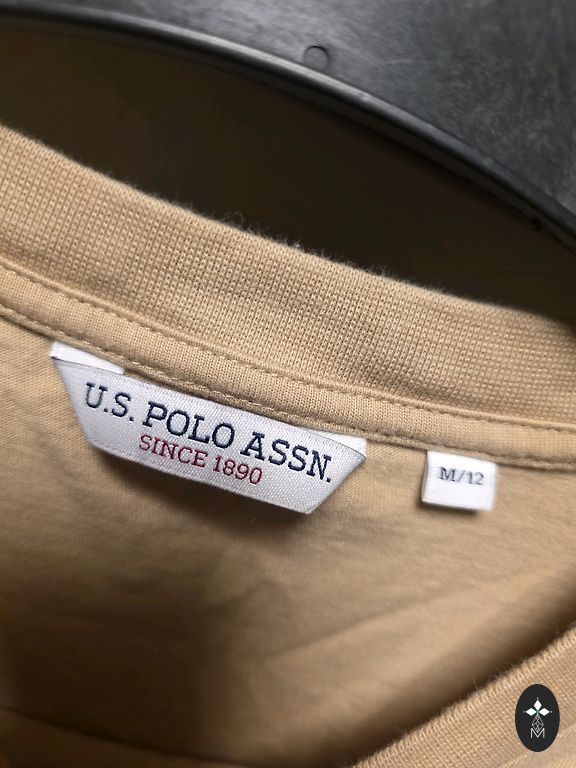 U.S. POLO ASSN.
SINCE 1890
M/12
M